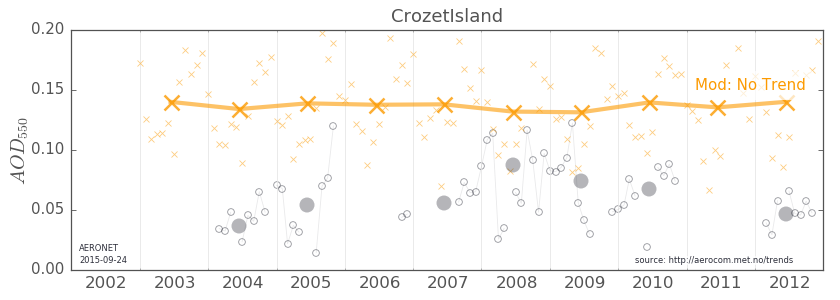 CrozetIsland
0.20
0.15
0.10
0.05
0.00
AOD550
Mod: No Trend
AERONET
2015-09-24
source: http://aerocom.met.no/trends
2002 2003 2004 2005 2006 2007 2008 2009 2010 2011 2012